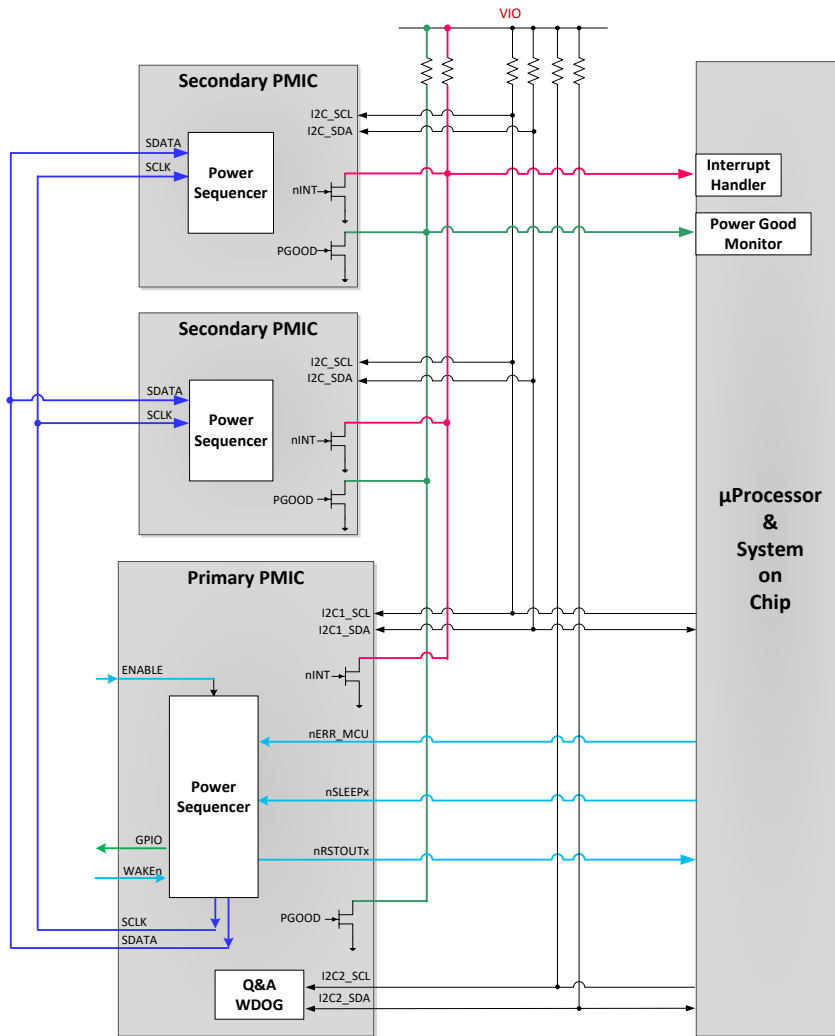 VIO
Secondary PMIC
I2C_SCL
I2C_SDA
SDATA
SCLK
Power
Sequencer
nINT
PGOOD
Interrupt
Handler
Power Good
Monitor
Secondary PMIC
I2C_SCL
I2C_SDA
SDATA
SCLK
Power
Sequencer
nINT
PGOOD
µProcessor
&
System
on
Chip
Primary PMIC
I2C1_SCL
I2C1_SDA
ENABLE
nINT
Power
Sequencer
nERR_MCU
nSLEEPx
GPIO
nRSTOUTx
WAKEn
SCLK
SDATA
PGOOD
Q&A
WDOG
I2C2_SCL
I2C2_SDA